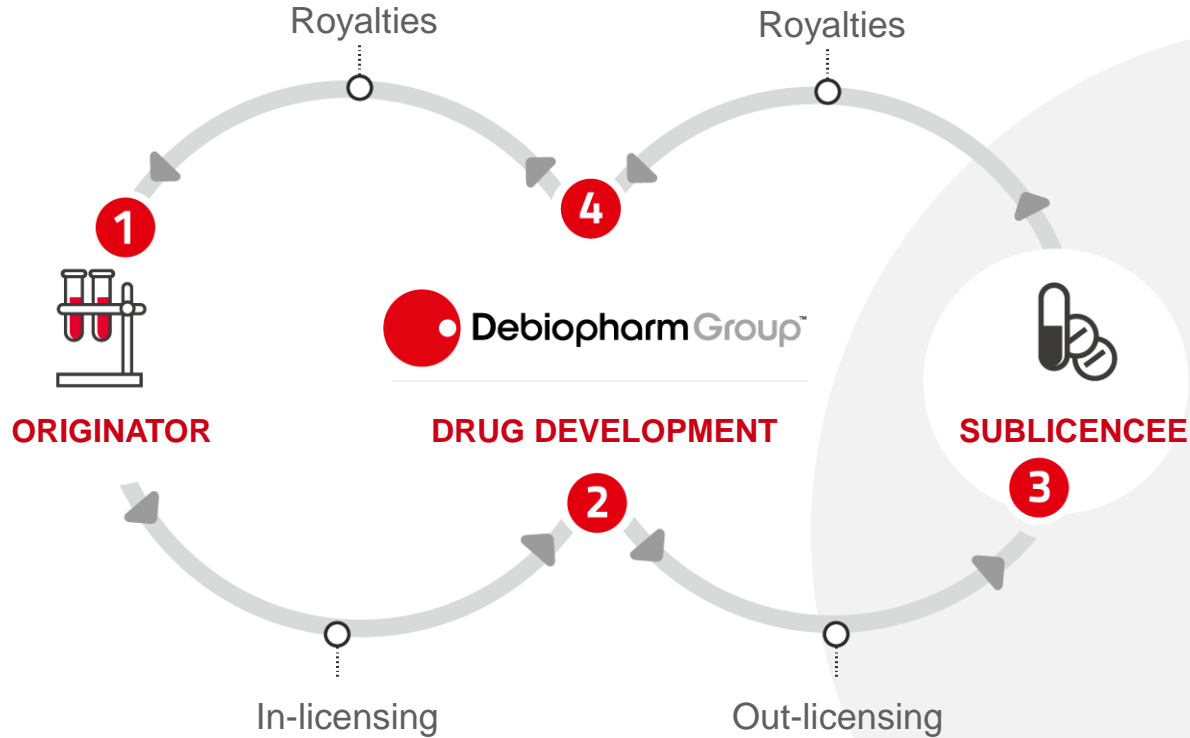 Royalties
Royalties
1
4
Debiopharm Group™
ORIGINATOR
DRUG DEVELOPMENT
SUBLICENCEE
2
3
In-licensing
Out-licensing